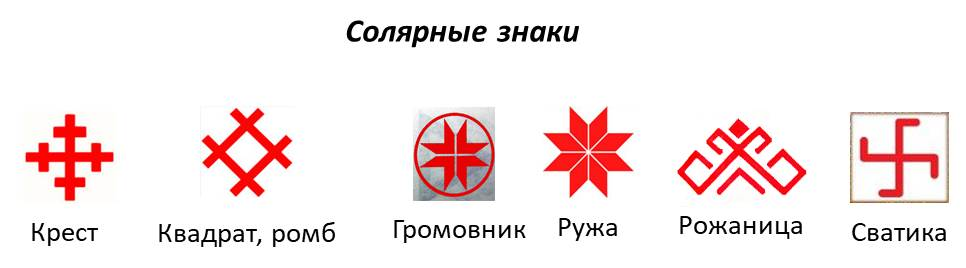 Солярные знаки
Крест
Квадрат, ромб
Громовник
Ружа
Рожаница
Сватика